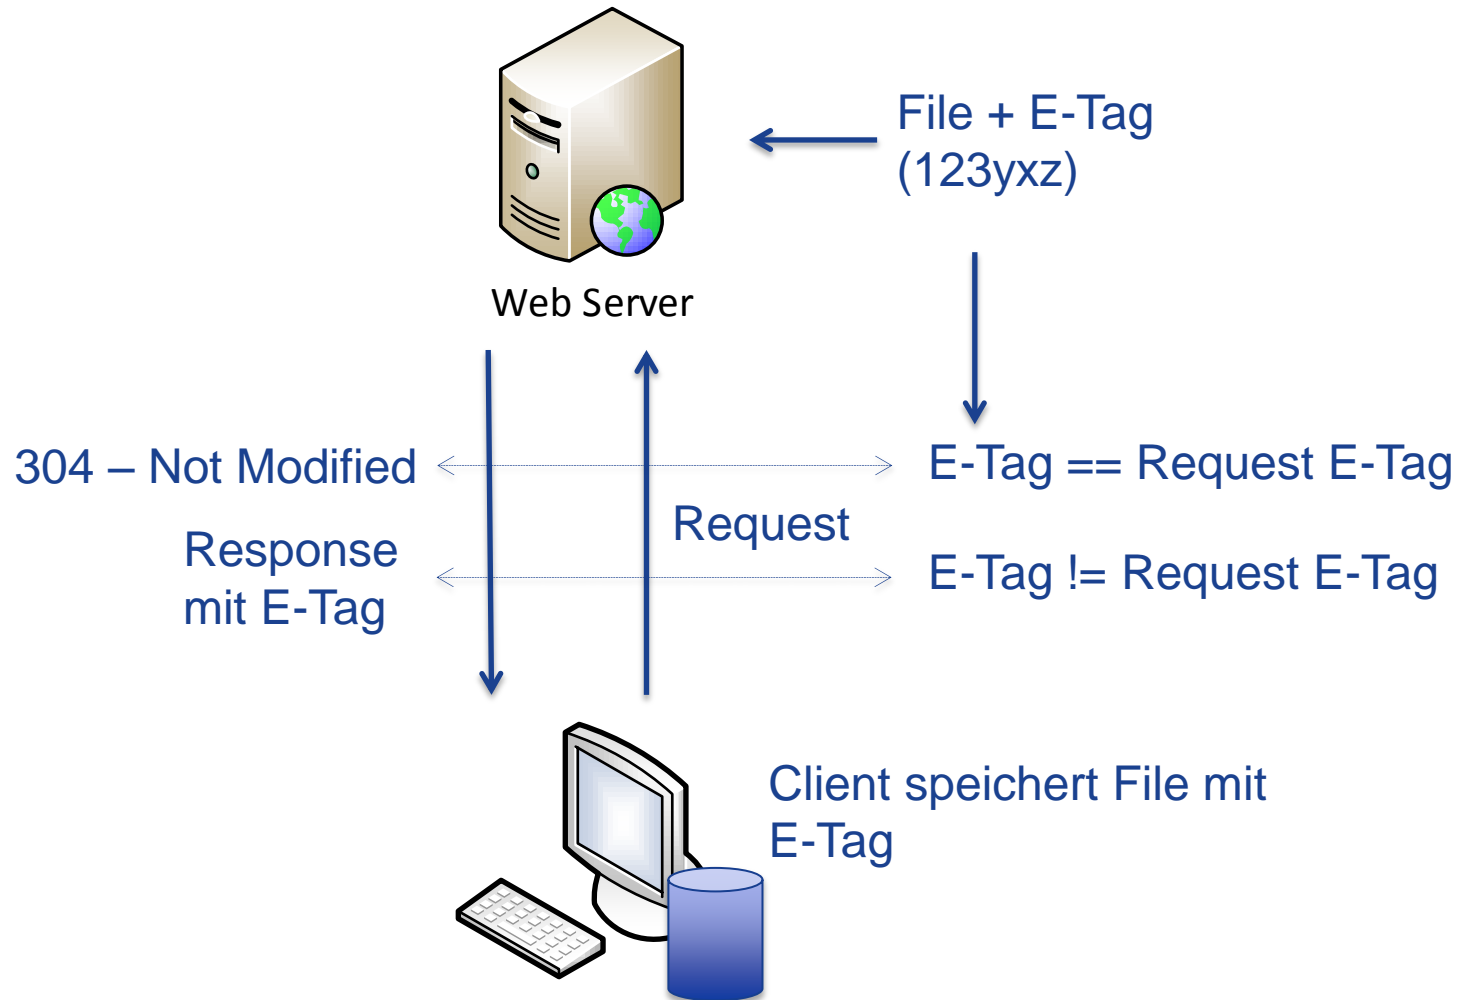 File + E-Tag
(123yxz)
Web Server
304 – Not Modified
E-Tag == Request E-Tag
Request
Response
mit E-Tag
E-Tag != Request E-Tag
Client speichert File mit
E-Tag